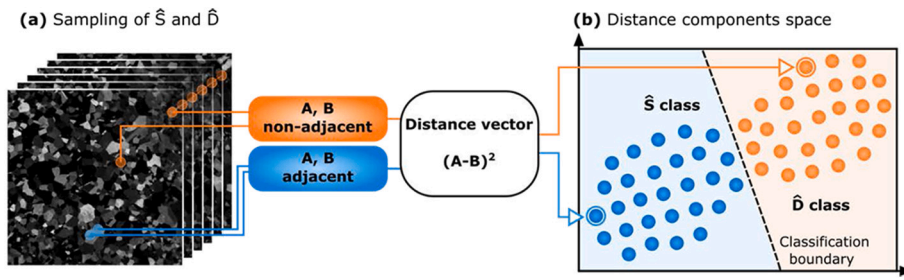 (a) Sampling of Ŝ and D̂
A, B
non-adjacent
A, B
adjacent
Distance vector
(A-B)²
(b) Distance components space
Ŝ class
D̂ class
Classification
boundary